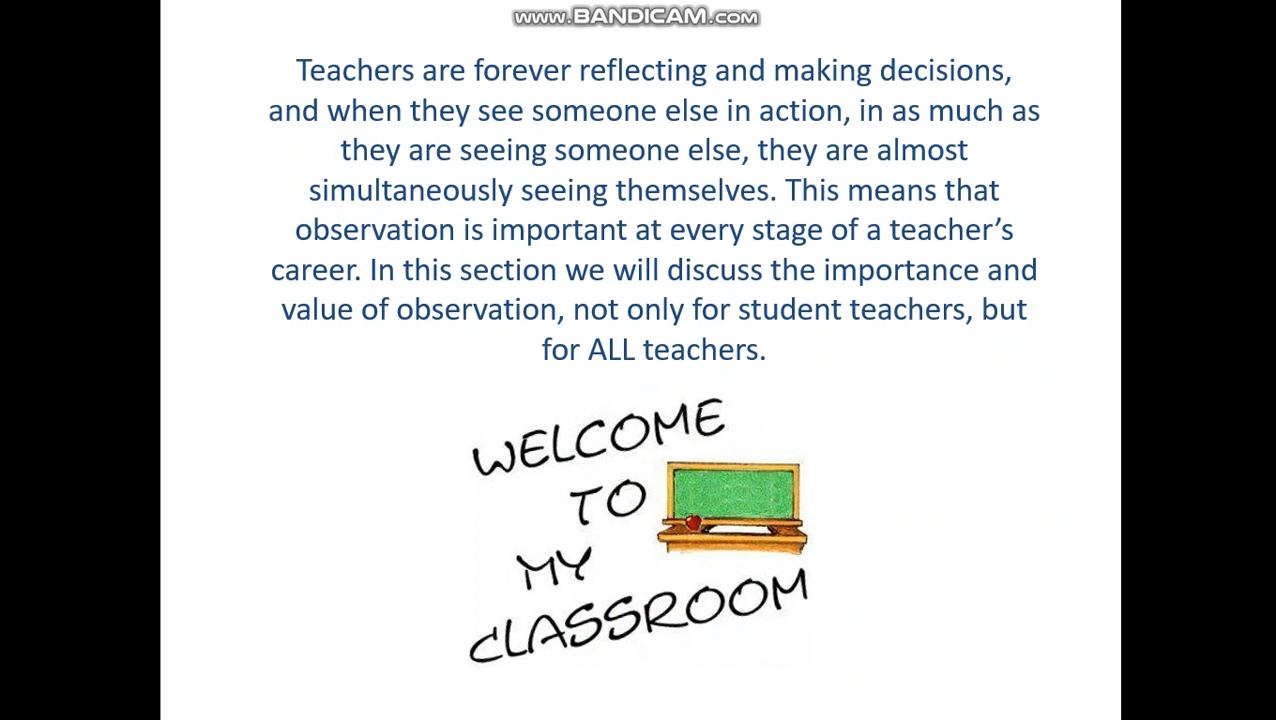 www.BANDICAM.com
Teachers are forever reflecting and making decisions,
and when they see someone else in action, in as much as
they are seeing someone else, they are almost
simultaneously seeing themselves. This means that
observation is important at every stage of a teacher’s
career. In this section we will discuss the importance and
value of observation, not only for student teachers, but
for ALL teachers.
WELCOME
TO
MY
CLASSROOM